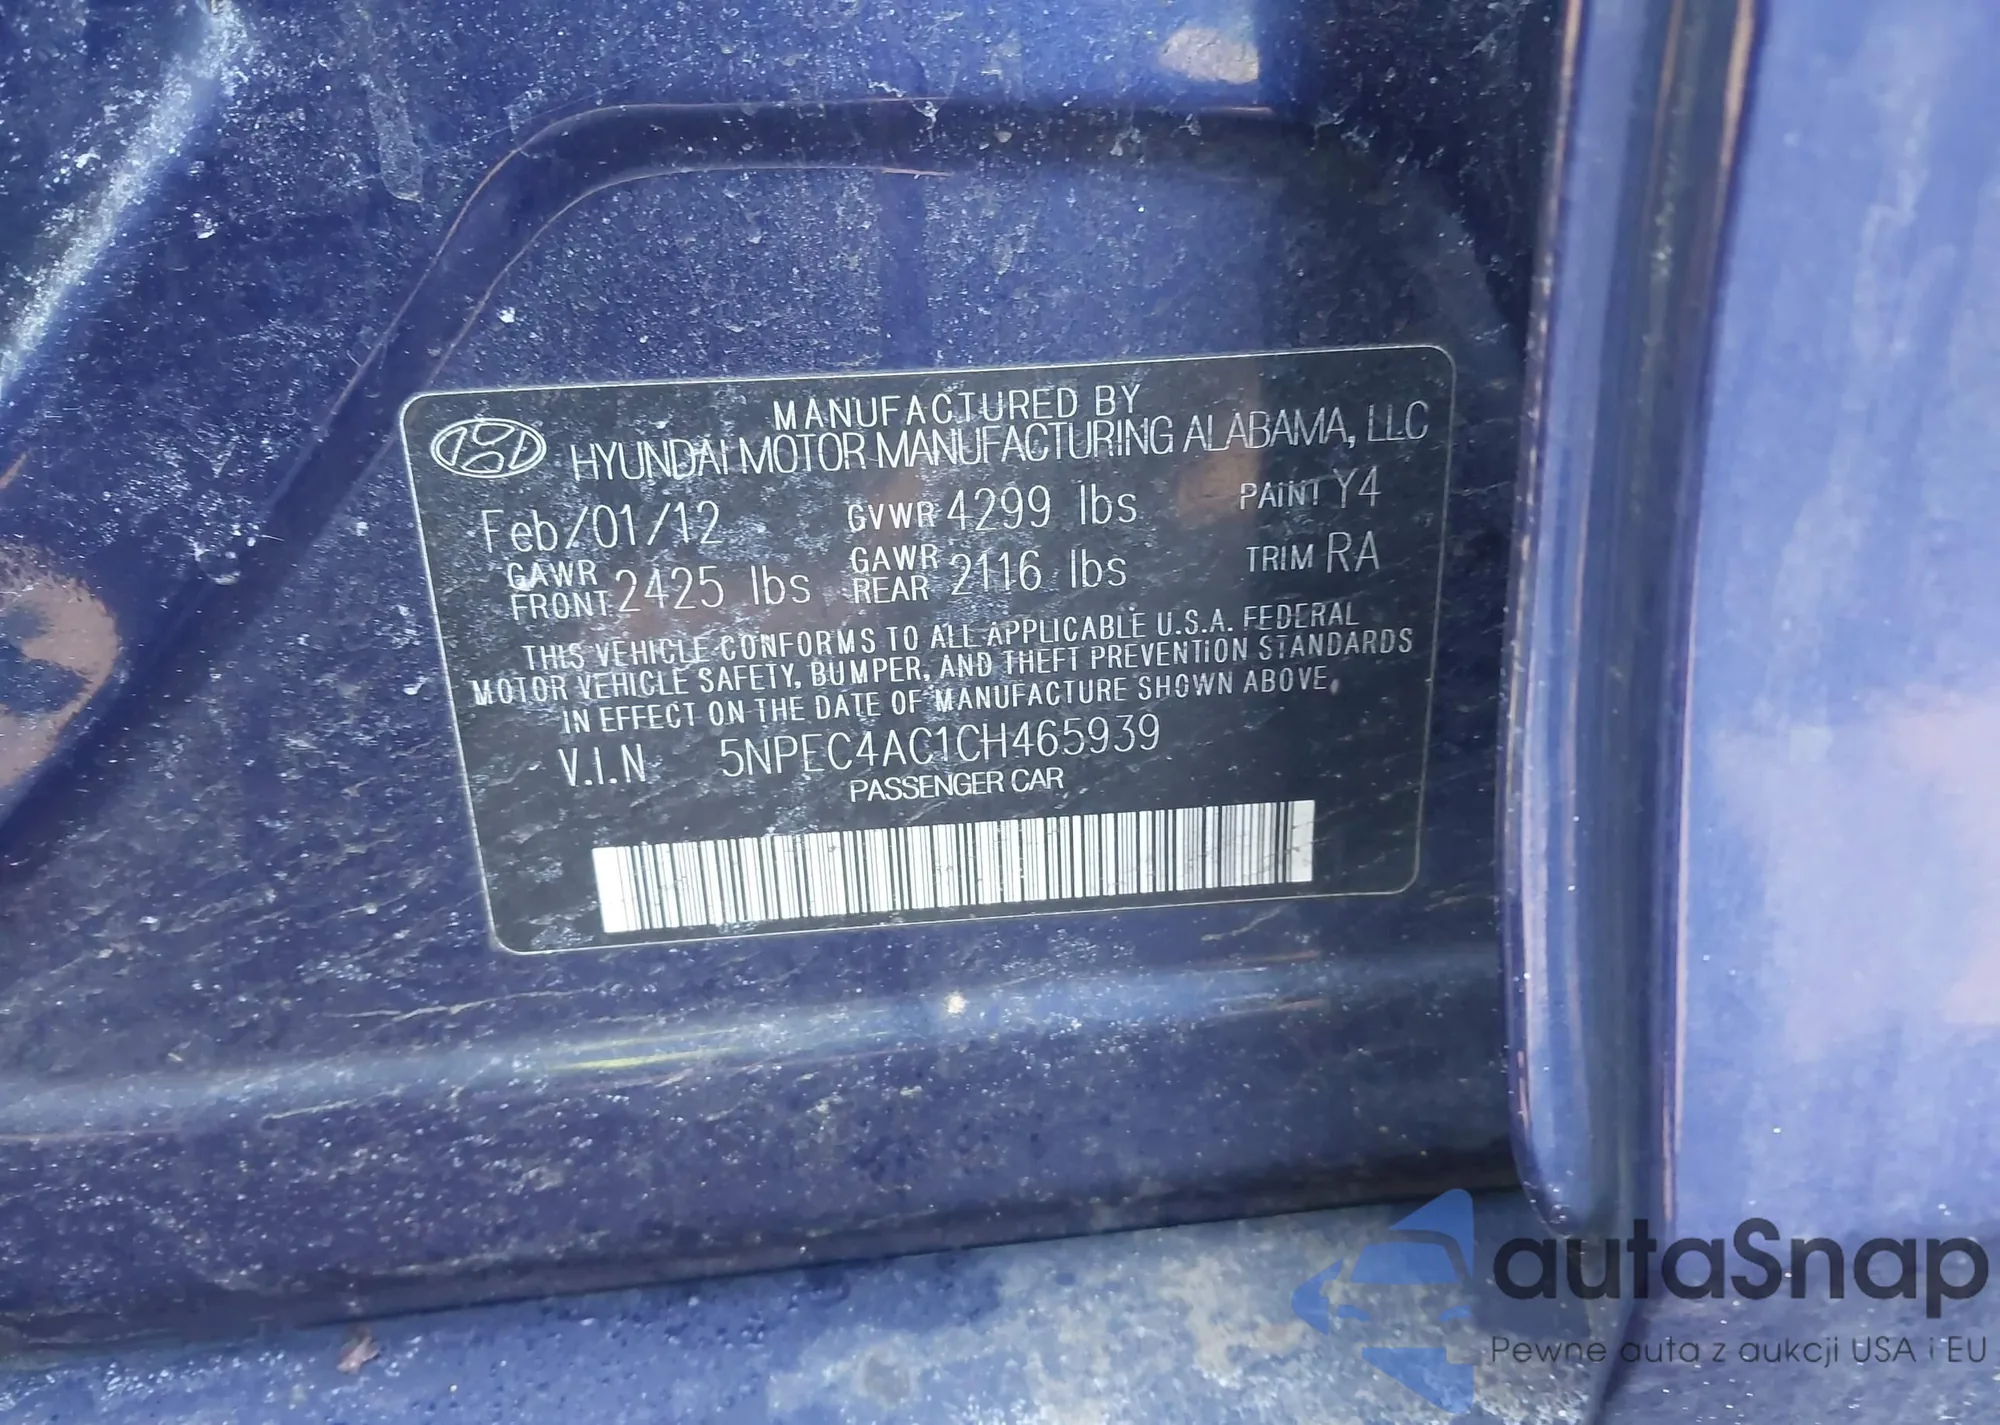 MANUFACTURED BY
HYUNDAI MOTOR MANUFACTURING ALABAMA, LLC
Feb/01/12 GVWR 4299 lbs PAINT Y4
GAWR FRONT 2425 lbs GAWR REAR 2116 lbs TRIM RA
THIS VEHICLE CONFORMS TO ALL APPLICABLE U.S.A. FEDERAL
MOTOR VEHICLE SAFETY, BUMPER, AND THEFT PREVENTION STANDARDS
IN EFFECT ON THE DATE OF MANUFACTURE SHOWN ABOVE.
V.I.N 5NPEC4AC1CH465939
PASSENGER CAR
autaSnap
Pewne auta z aukcji USA i EU